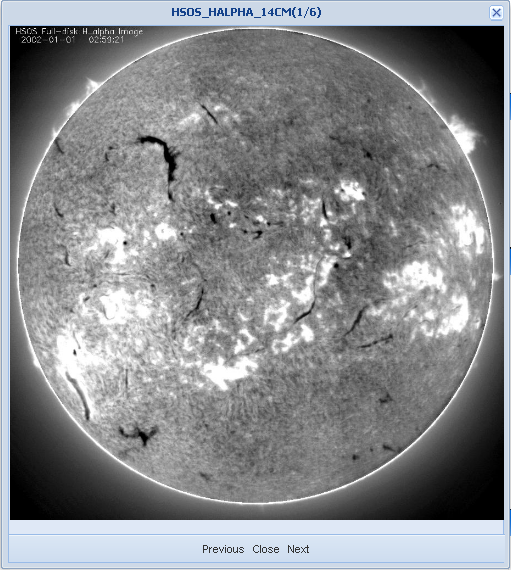 HSOS_HALPHA_14CM(1/6)
HSOS Full-disk H_alpha Image
2002-01-01 02:59:21
Previous Close Next